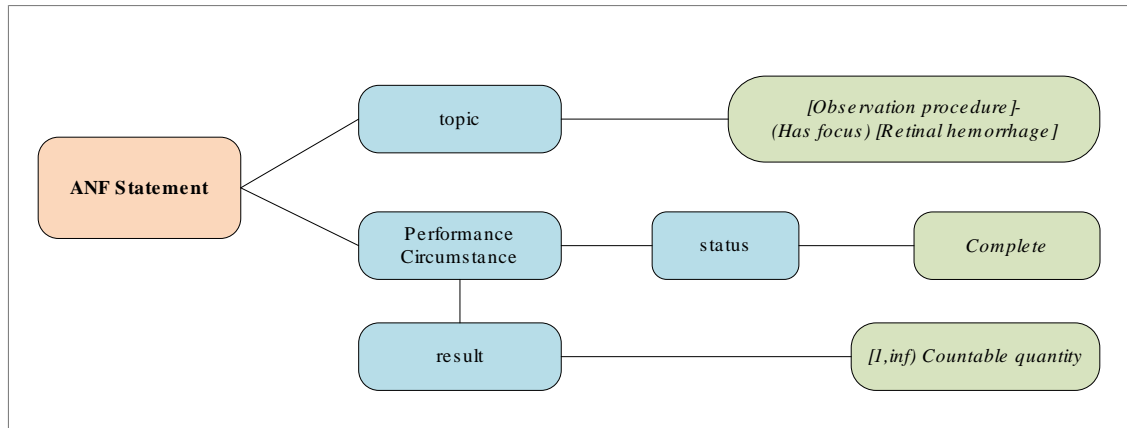 topic
[Observation procedure]-
(Has focus) [Retinal hemorrhage]
ANF Statement
Performance
Circumstance
status
Complete
result
[1,inf) Countable quantity